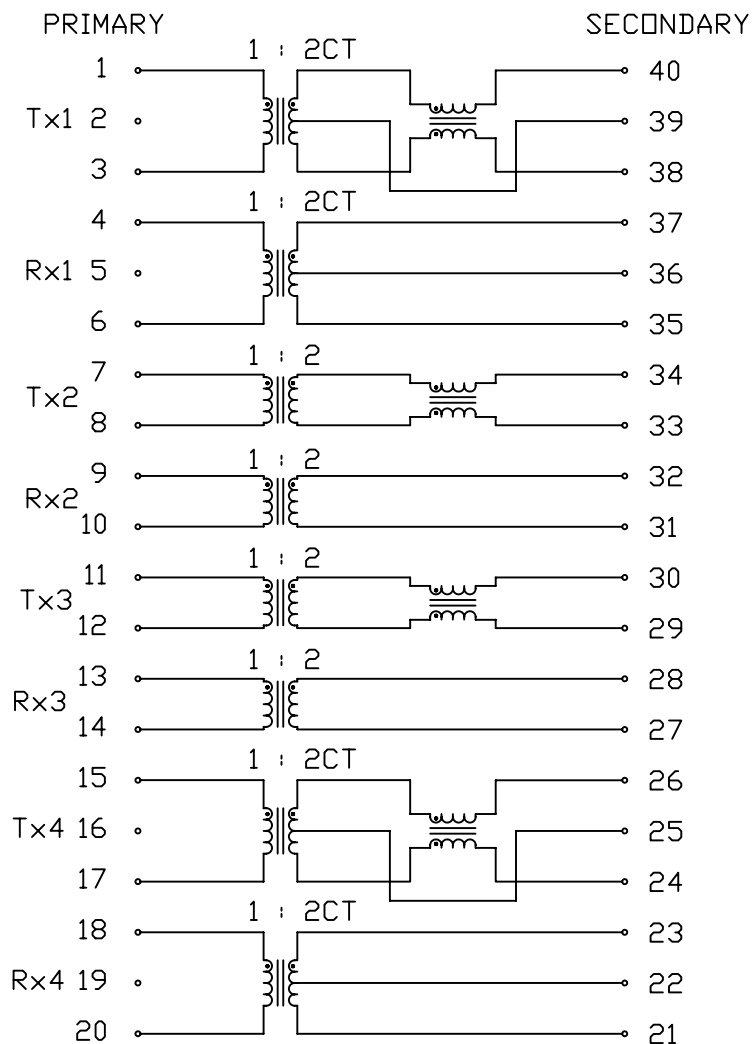 PRIMARY SECONDARY
1 : 2CT
1 40
Tx1 2 39
3 38
1 : 2CT
4 37
Rx1 5 36
6 35
1 : 2
7 34
Tx2
8 33
1 : 2
9 32
Rx2
10 31
1 : 2
11 30
Tx3
12 29
1 : 2
13 28
Rx3
14 27
1 : 2CT
15 26
Tx4 16 25
17 24
1 : 2CT
18 23
Rx4 19 22
20 21